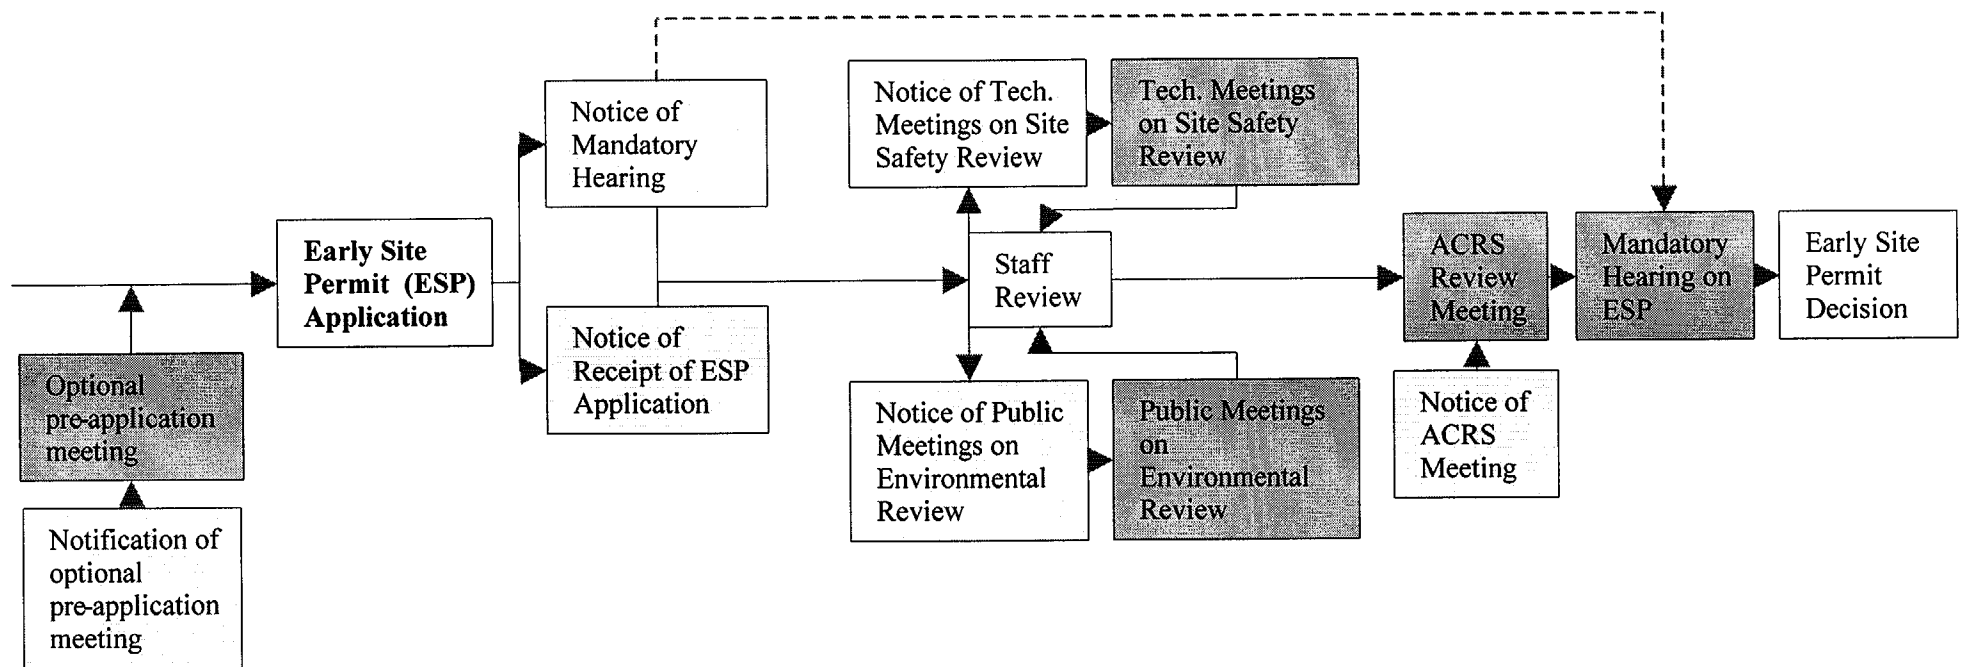 Notice of
Mandatory
Hearing
Notice of Tech.
Meetings on Site
Safety Review
Tech. Meetings
on Site Safety
Review
Early Site
Permit (ESP)
Application
Staff
Review
ACRS
Review
Meeting
Mandatory
Hearing on
ESP
Early Site
Permit
Decision
Optional
pre-application
meeting
Notice of
Receipt of ESP
Application
Notice of Public
Meetings on
Environmental
Review
Public Meetings
on
Environmental
Review
Notice of
ACRS
Meeting
Notification of
optional
pre-application
meeting